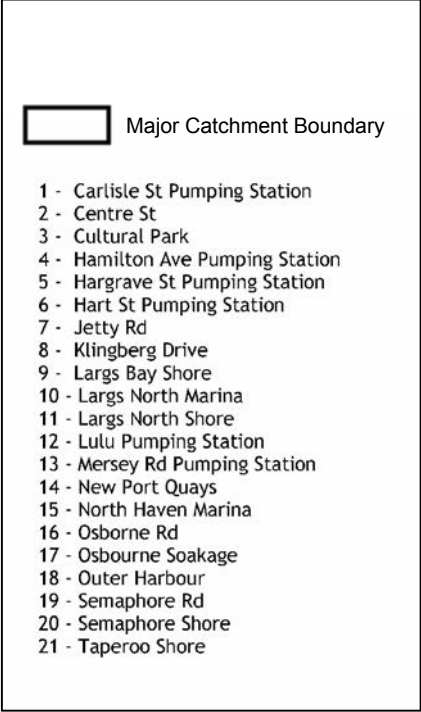 Major Catchment Boundary
1 - Carlisle St Pumping Station
2 - Centre St
3 - Cultural Park
4 - Hamilton Ave Pumping Station
5 - Hargrave St Pumping Station
6 - Hart St Pumping Station
7 - Jetty Rd
8 - Klingberg Drive
9 - Largs Bay Shore
10 - Largs North Marina
11 - Largs North Shore
12 - Lulu Pumping Station
13 - Mersey Rd Pumping Station
14 - New Port Quays
15 - North Haven Marina
16 - Osborne Rd
17 - Osbourne Soakage
18 - Outer Harbour
19 - Semaphore Rd
20 - Semaphore Shore
21 - Taperoo Shore